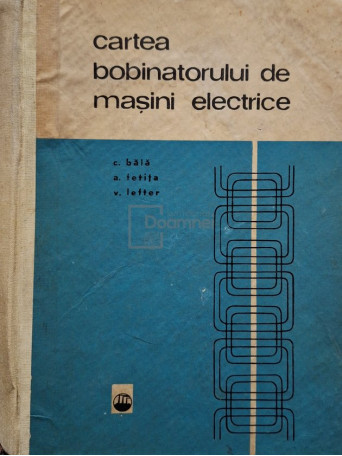 cartea
bobinatorului de
mașini electrice
c. bălă
a. fetița
v. lefter